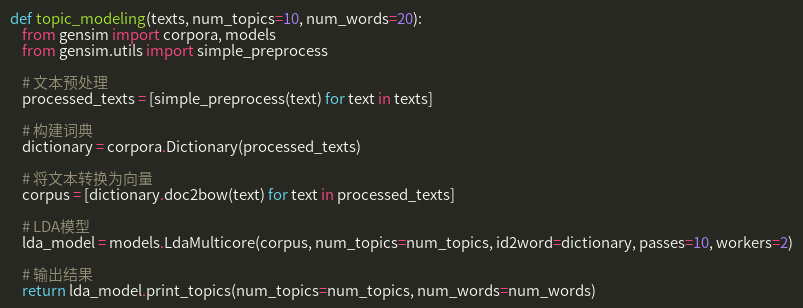 def topic_modeling(texts, num_topics=10, num_words=20):
from gensim import corpora, models
from gensim.utils import simple_preprocess
# 文本预处理
processed_texts = [simple_preprocess(text) for text in texts]
# 构建词典
dictionary = corpora.Dictionary(processed_texts)
# 将文本转换为向量
corpus = [dictionary.doc2bow(text) for text in processed_texts]
# LDA模型
lda_model = models.LdaMulticore(corpus, num_topics=num_topics, id2word=dictionary, passes=10, workers=2)
# 输出结果
return lda_model.print_topics(num_topics=num_topics, num_words=num_words)